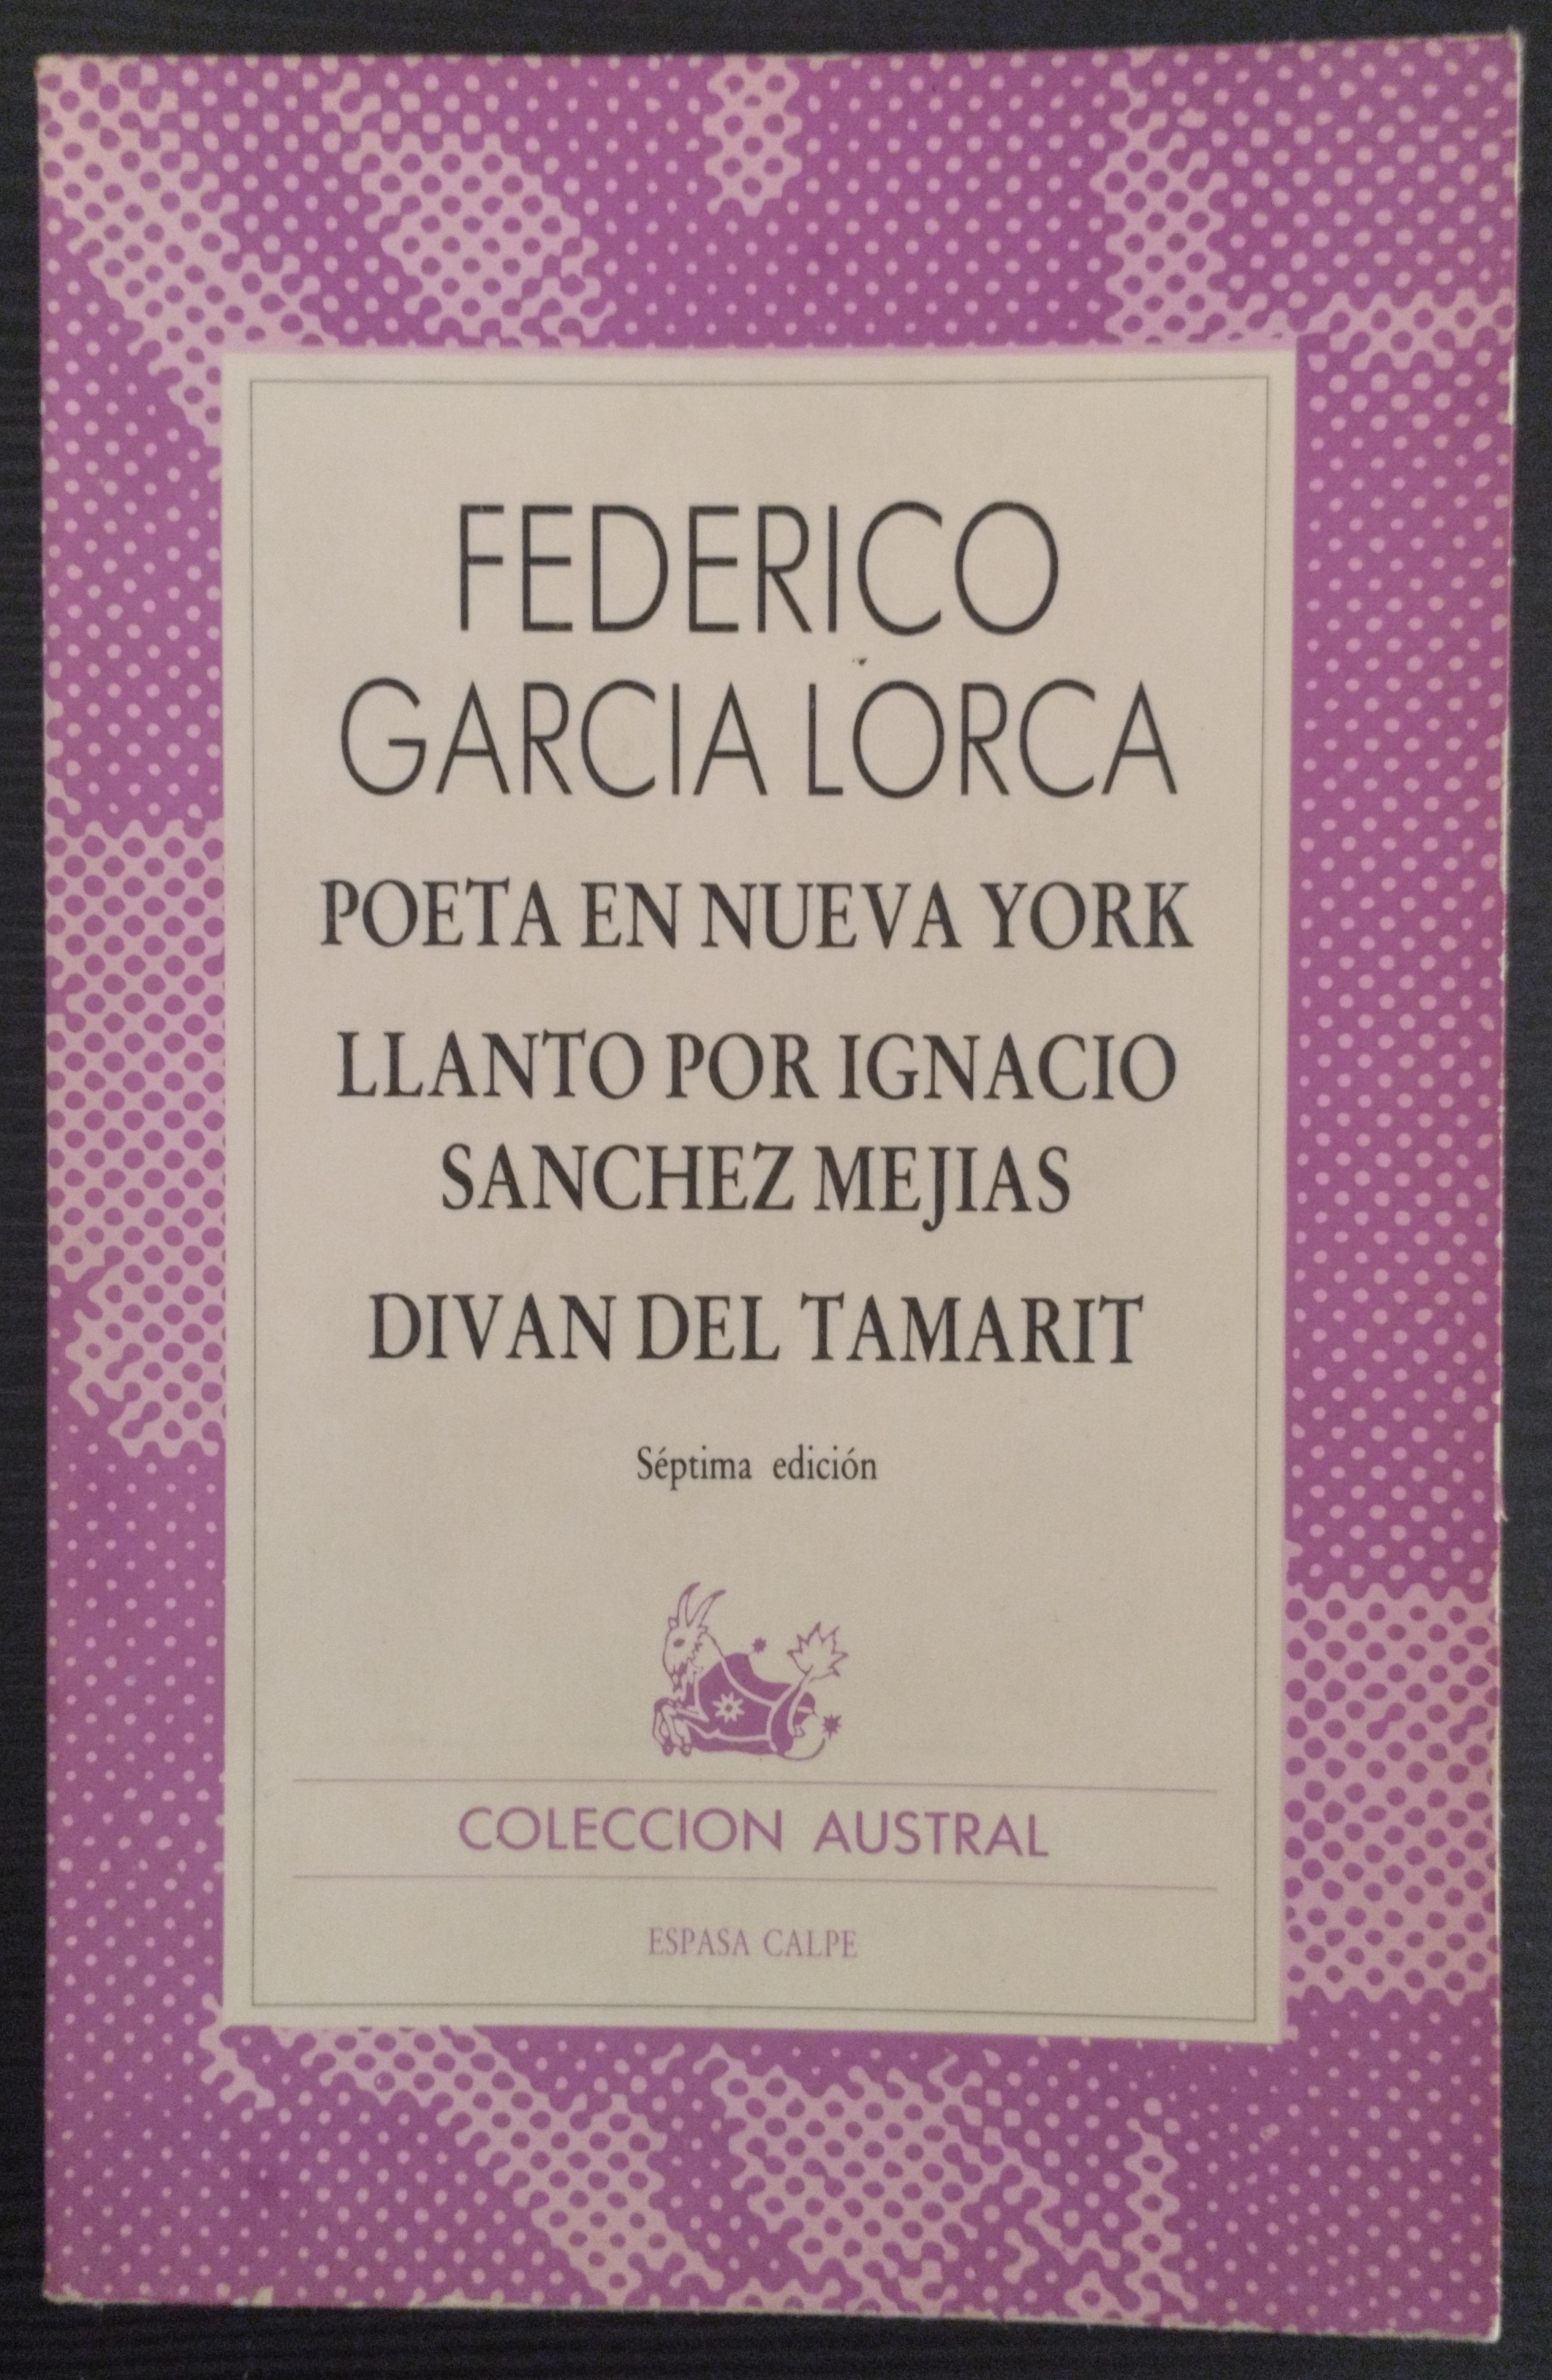 FEDERICO
GARCIA LORCA
POETA EN NUEVA YORK
LLANTO POR IGNACIO
SANCHEZ MEJIAS
DIVAN DEL TAMARIT
Séptima edición
COLECCION AUSTRAL
ESPASA CALPE